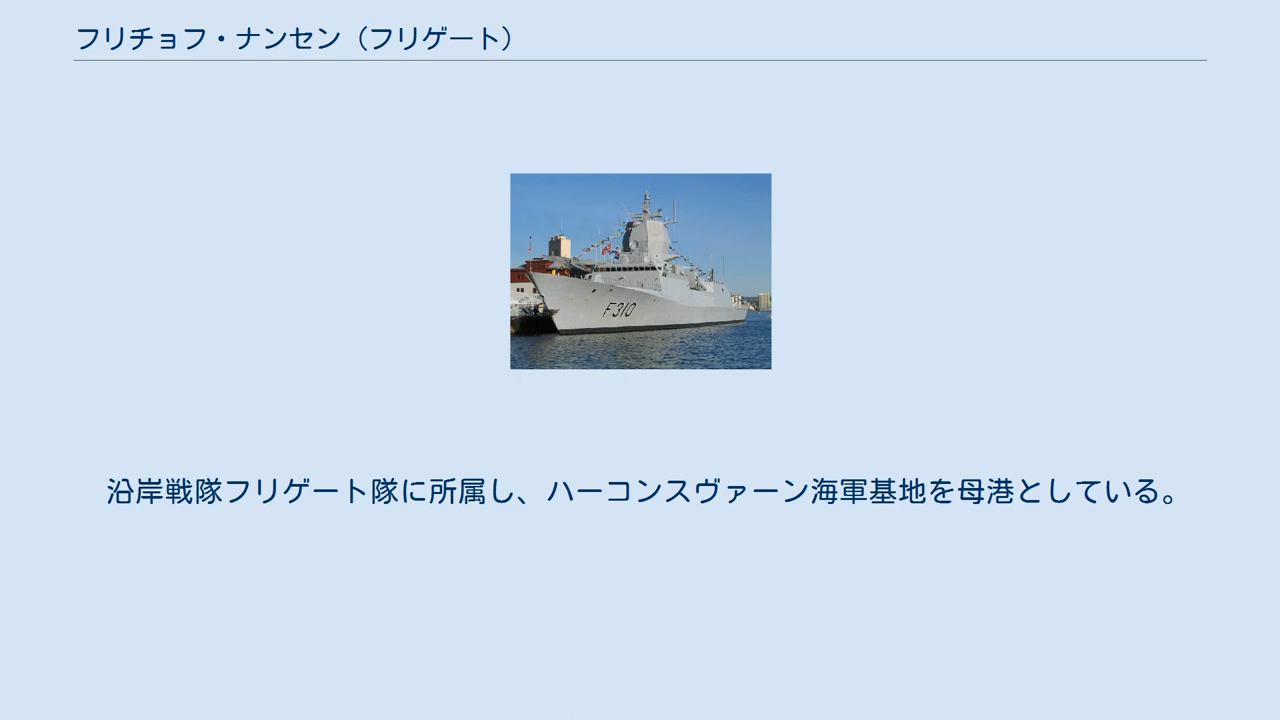 フリチョフ・ナンセン（フリゲート）
F310
沿岸戦隊フリゲート隊に所属し、ハーコンスヴァーン海軍基地を母港としている。